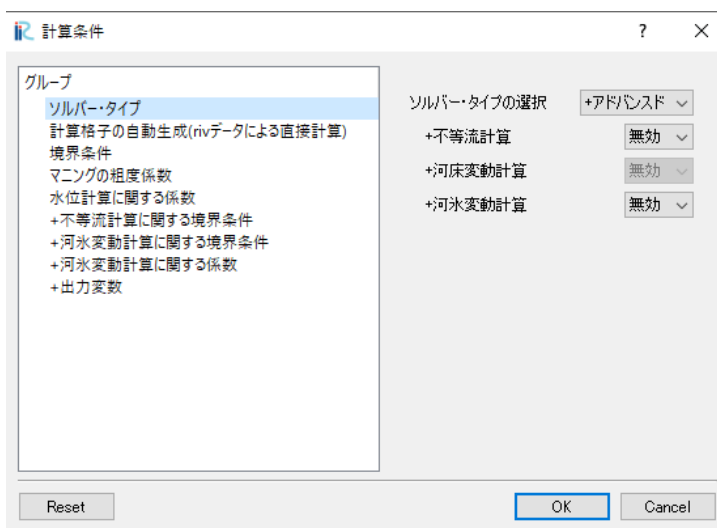 iRIC 計算条件 ? ×
グループ
ソルバー・タイプ
計算格子の自動生成(rivデータによる直接計算)
境界条件
マニングの粗度係数
水位計算に関する係数
+不等流計算に関する境界条件
+河氷変動計算に関する境界条件
+河氷変動計算に関する係数
+出力変数
ソルバー・タイプの選択 +アドバンスド
+不等流計算 無効
+河床変動計算 無効
+河氷変動計算 無効
Reset OK Cancel